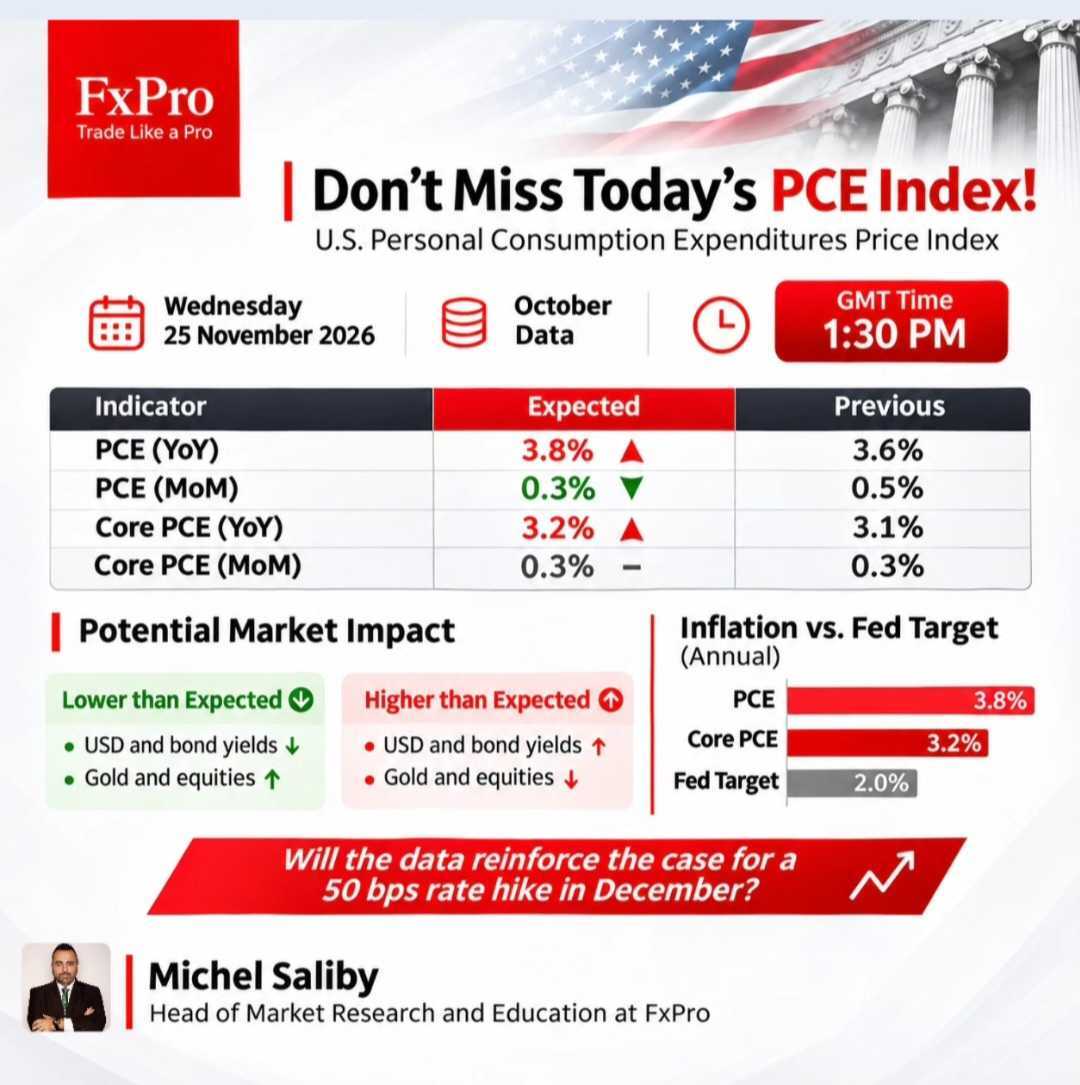 FxPro
Trade Like a Pro
Don't Miss Today's PCE Index!
U.S. Personal Consumption Expenditures Price Index
Wednesday
25 November 2026
October
Data
GMT Time
1:30 PM
Indicator Expected Previous
PCE (YoY) 3.8% ▲ 3.6%
PCE (MoM) 0.3% ▼ 0.5%
Core PCE (YoY) 3.2% ▲ 3.1%
Core PCE (MoM) 0.3% – 0.3%
Potential Market Impact
Lower than Expected ↓
• USD and bond yields ↓
• Gold and equities ↑
Higher than Expected ↑
• USD and bond yields ↑
• Gold and equities ↓
Inflation vs. Fed Target
(Annual)
PCE 3.8%
Core PCE 3.2%
Fed Target 2.0%
Will the data reinforce the case for a
50 bps rate hike in December?
Michel Saliby
Head of Market Research and Education at FxPro